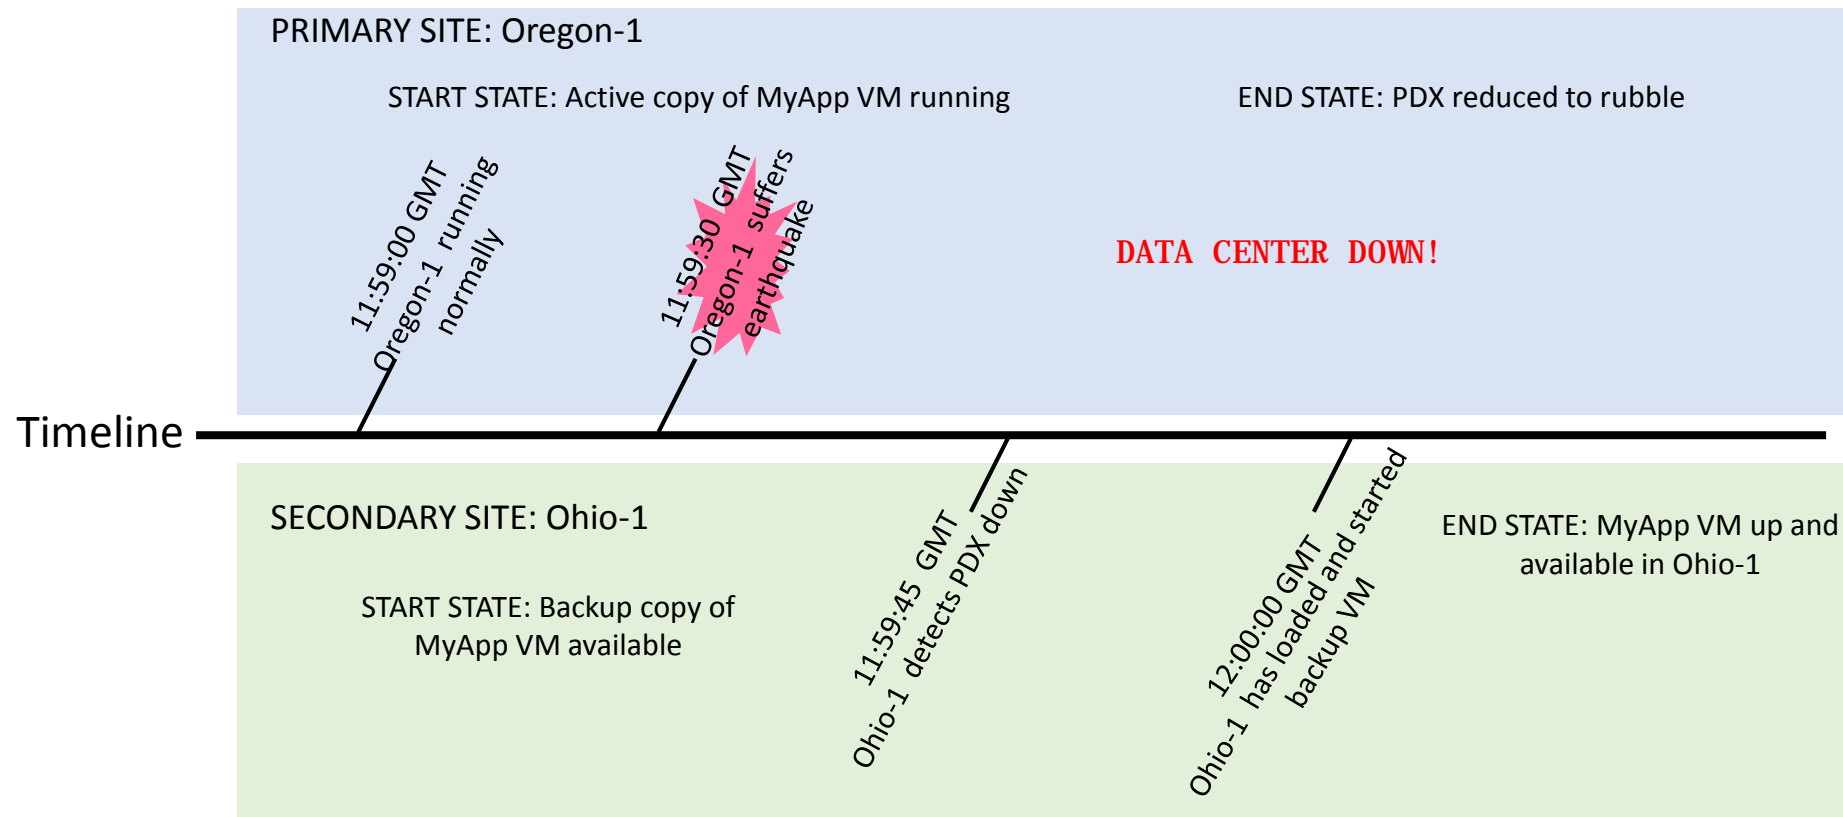 PRIMARY SITE: Oregon-1
START STATE: Active copy of MyApp VM running
END STATE: PDX reduced to rubble
11:59:00 GMT
Oregon-1 running
normally
11:59:30 GMT
Oregon-1 suffers
earthquake
DATA CENTER DOWN!
Timeline
SECONDARY SITE: Ohio-1
START STATE: Backup copy of
MyApp VM available
11:59:45 GMT
Ohio-1 detects PDX down
12:00:00 GMT
Ohio-1 has loaded and started
backup VM
END STATE: MyApp VM up and
available in Ohio-1